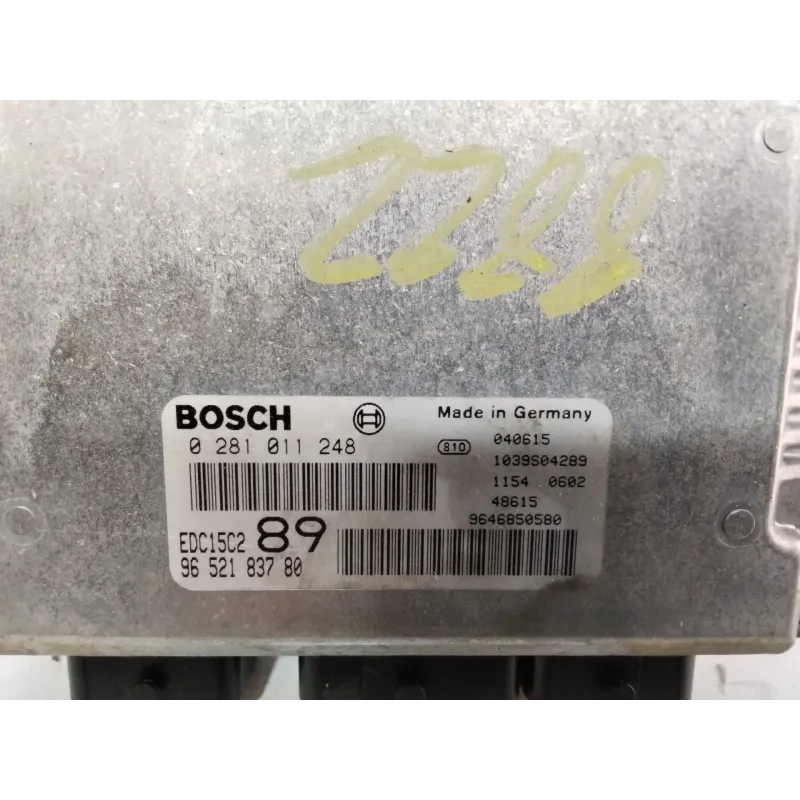 BOSCH
Made in Germany
0 281 011 248
810
040615
1039S04289
1154 0602
48615
9646850580
EDC15C2 89
96 521 837 80